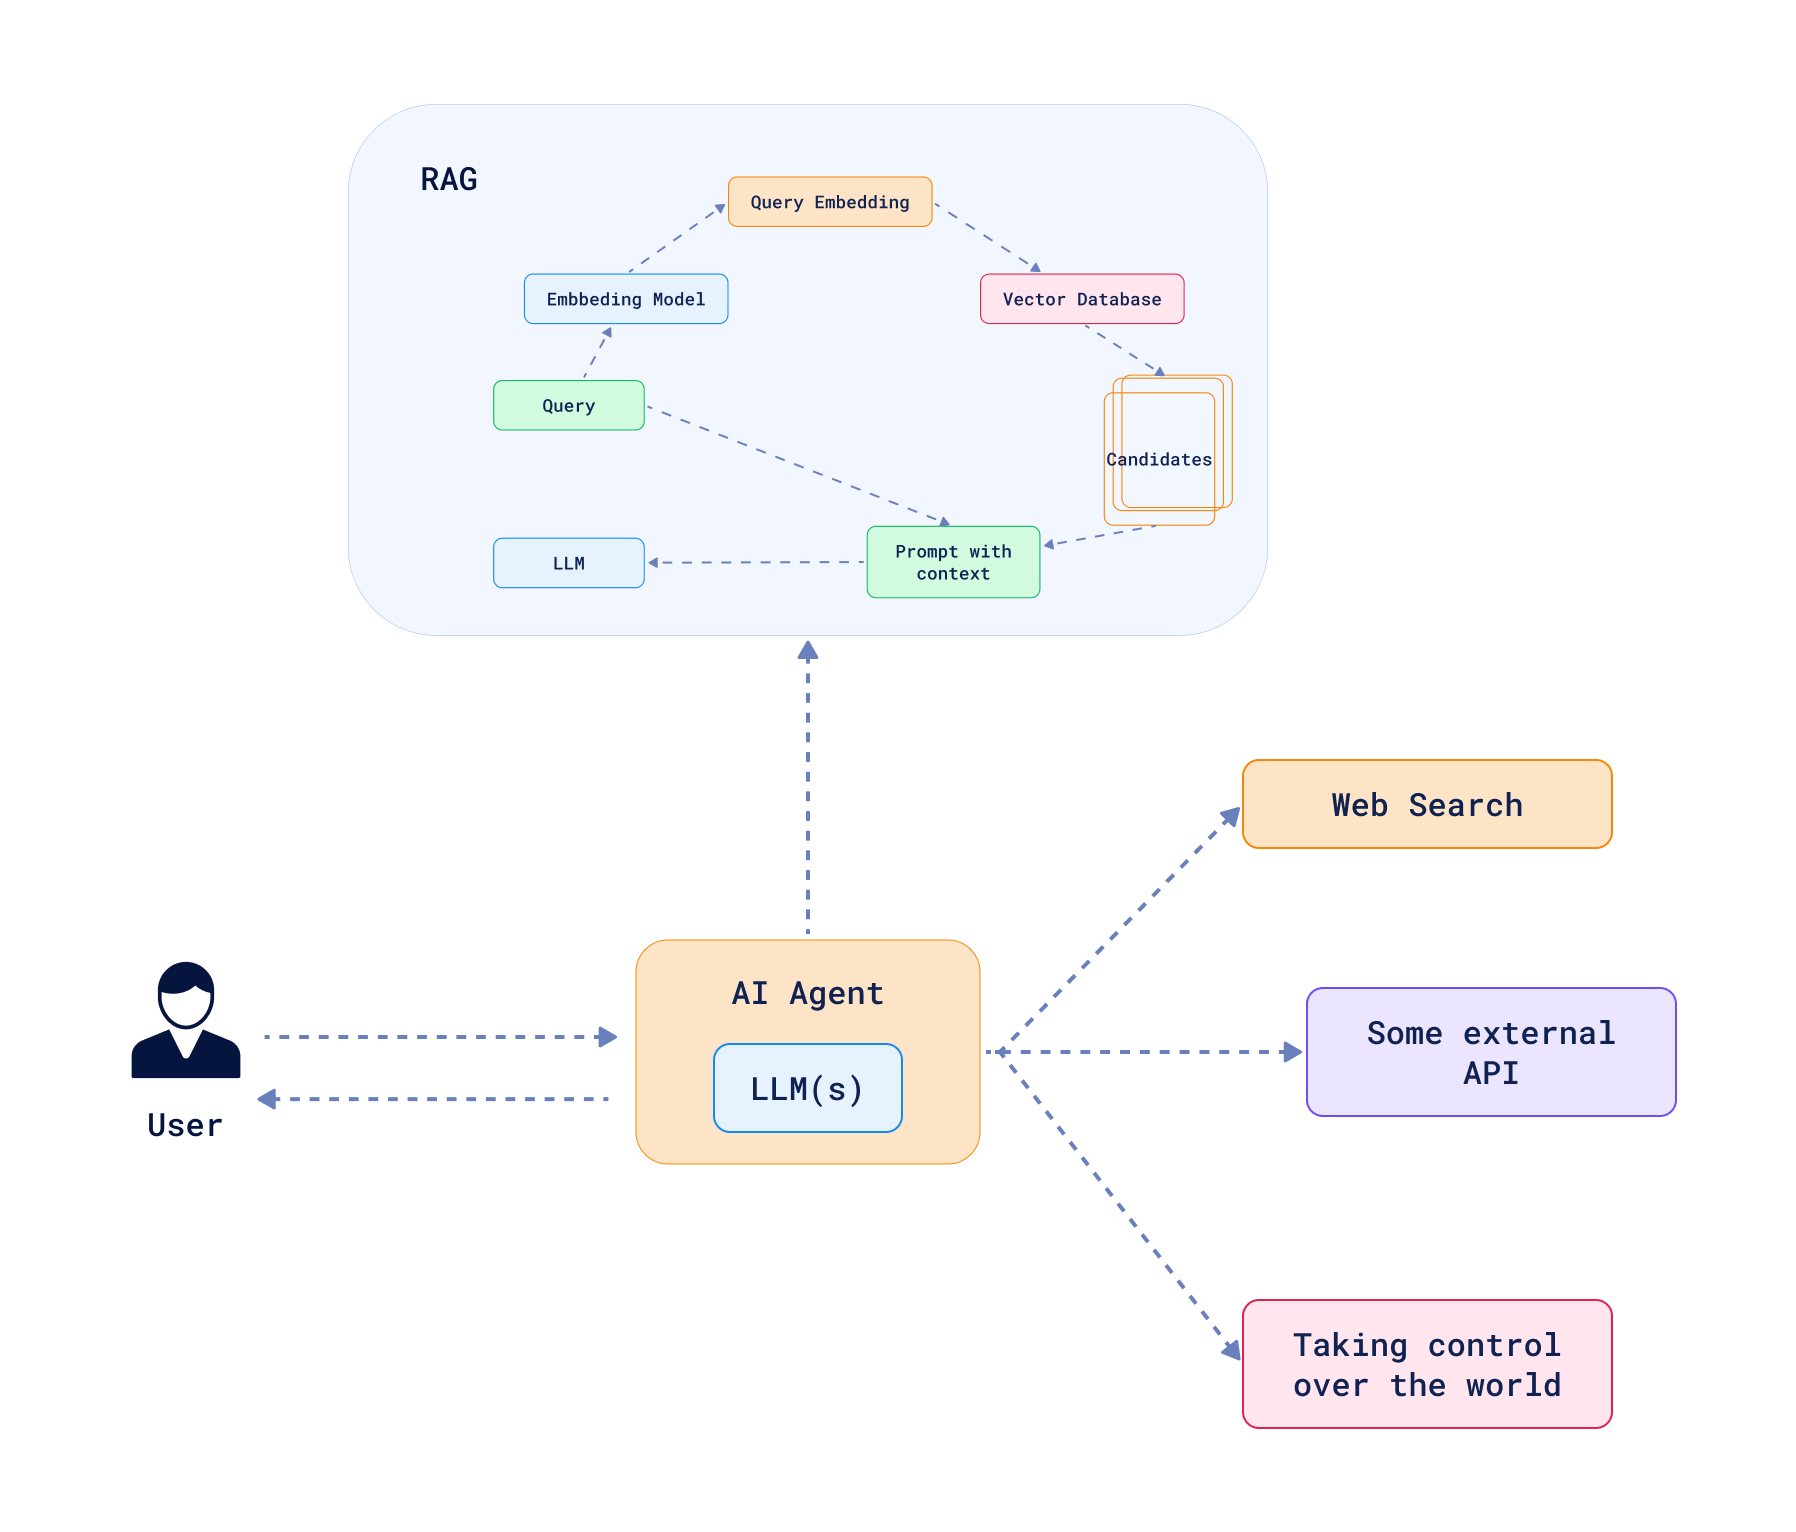 RAG
Query Embedding
Embbeding Model
Vector Database
Query
Candidates
Prompt with
context
LLM
Web Search
AI Agent
LLM(s)
Some external
API
User
Taking control
over the world